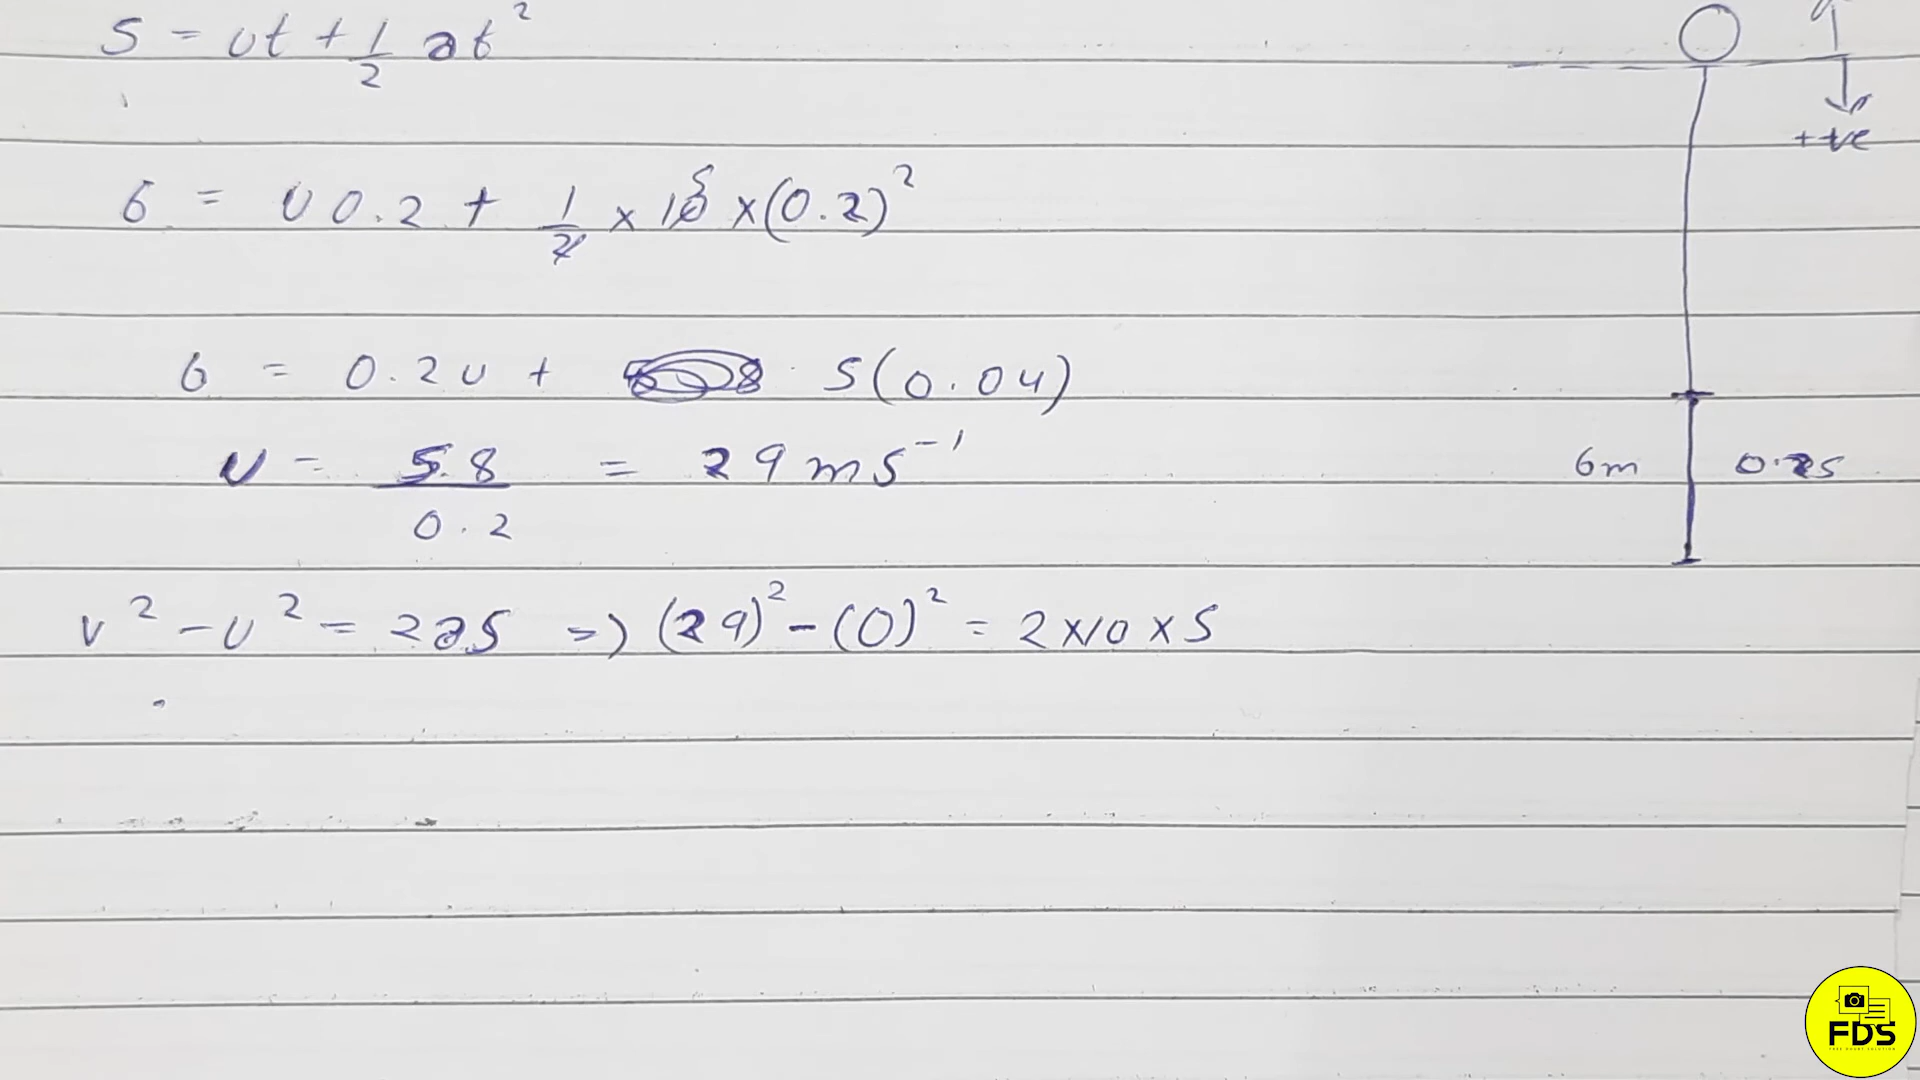 S = ut + 1/2 at²
+ve
6 = U 0.2 + 1/2 × 10 5 × (0.2)²
6 = 0.2u + 5(0.04)
u = 5.8/0.2 = 29 ms⁻¹
6m 0.2s
v² - u² = 2as => (29)² - (0)² = 2×10×S
FDS